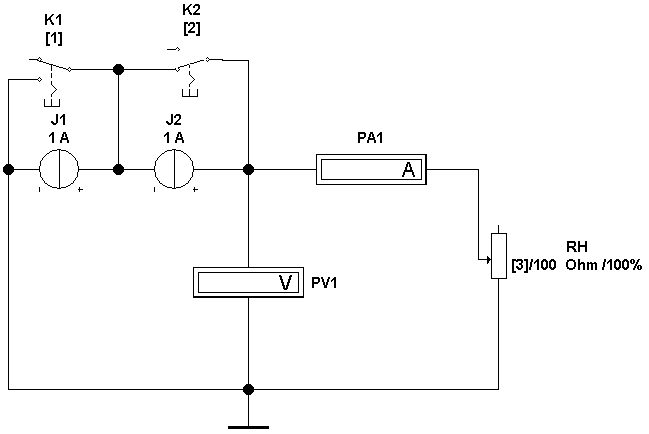 K1
[1]
K2
[2]
J1
1 A
J2
1 A
- +
- +
PA1
A
V
PV1
RH
[3]/100 Ohm /100%